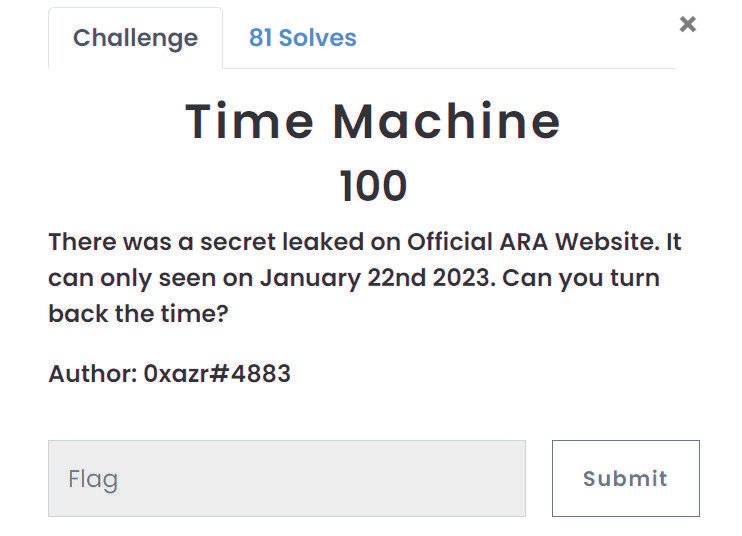 Challenge
81 Solves
×
Time Machine
100
There was a secret leaked on Official ARA Website. It
can only seen on January 22nd 2023. Can you turn
back the time?
Author: 0xazr#4883
Flag
Submit